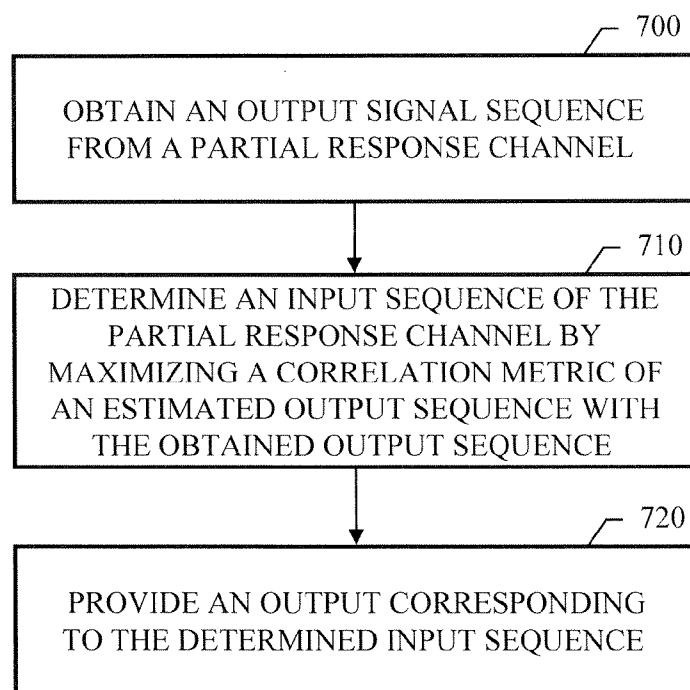 700
OBTAIN AN OUTPUT SIGNAL SEQUENCE
FROM A PARTIAL RESPONSE CHANNEL
710
DETERMINE AN INPUT SEQUENCE OF THE
PARTIAL RESPONSE CHANNEL BY
MAXIMIZING A CORRELATION METRIC OF
AN ESTIMATED OUTPUT SEQUENCE WITH
THE OBTAINED OUTPUT SEQUENCE
720
PROVIDE AN OUTPUT CORRESPONDING
TO THE DETERMINED INPUT SEQUENCE